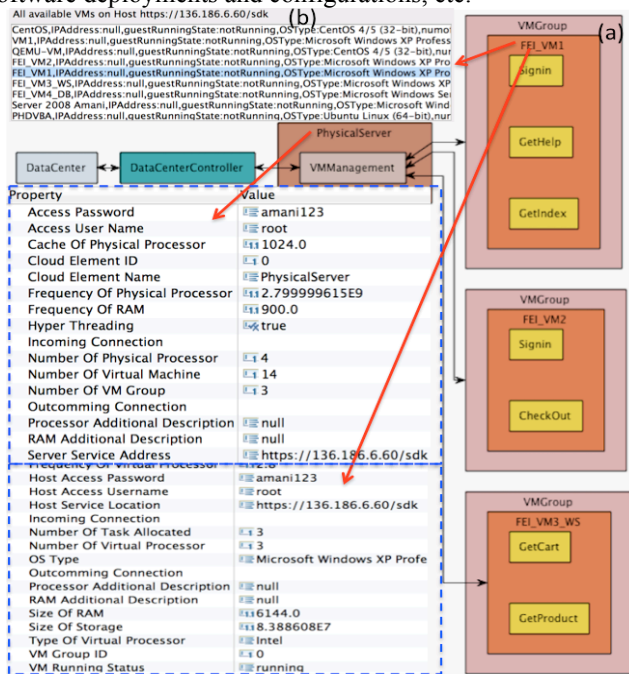 oftware deployments and configurations, etc.
All available VMs on Host https://136.186.6.60/sdk
(b)
CentOS,IPAddress:null,guestRunningState:notRunning,OSType:CentOS 4/5 (32-bit),numof
VM1,IPAddress:null,guestRunningState:notRunning,OSType:Microsoft Windows XP Profess
QEMU-VM,IPAddress:null,guestRunningState:notRunning,OSType:CentOS 4/5 (32-bit),nur
FEI_VM2,IPAddress:null,guestRunningState:notRunning,OSType:Microsoft Windows XP Pro
FEI_VM1,IPAddress:null,guestRunningState:notRunning,OSType:Microsoft Windows XP Pro
FEI_VM3_WS,IPAddress:null,guestRunningState:notRunning,OSType:Microsoft Windows XP
FEI_VM4_DB,IPAddress:null,guestRunningState:notRunning,OSType:Microsoft Windows Se
Server 2008 Amani,IPAddress:null,guestRunningState:notRunning,OSType:Microsoft Wind
PHDVBA,IPAddress:null,guestRunningState:notRunning,OSType:Ubuntu Linux (64-bit),nur
VMGroup
(a)
FEI_VM1
Signin
GetHelp
GetIndex
PhysicalServer
DataCenter
DataCenterController
VMManagement
Property Value
Access Password amani123
Access User Name root
Cache Of Physical Processor 1024.0
Cloud Element ID 0
Cloud Element Name PhysicalServer
Frequency Of Physical Processor 2.799999615E9
Frequency Of RAM 900.0
Hyper Threading true
Incoming Connection
Number Of Physical Processor 4
Number Of Virtual Machine 14
Number Of VM Group 3
Outcomming Connection
Processor Additional Description null
RAM Additional Description null
Server Service Address https://136.186.6.60/sdk
Frequency Of Virtual Processor 2.8
Host Access Password amani123
Host Access Username root
Host Service Location https://136.186.6.60/sdk
Incoming Connection
Number Of Task Allocated 3
Number Of Virtual Processor 3
OS Type Microsoft Windows XP Profe
Outcomming Connection
Processor Additional Description null
RAM Additional Description null
Size Of RAM 6144.0
Size Of Storage 8.388608E7
Type Of Virtual Processor Intel
VM Group ID 0
VM Running Status running
VMGroup
FEI_VM2
Signin
CheckOut
VMGroup
FEI_VM3_WS
GetCart
GetProduct